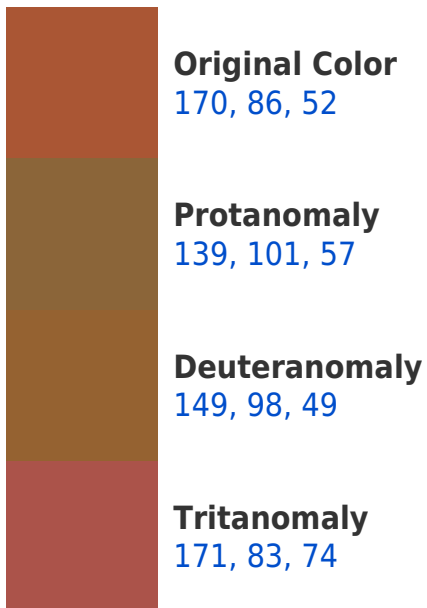 Original Color
170, 86, 52
Protanomaly
139, 101, 57
Deuteranomaly
149, 98, 49
Tritanomaly
171, 83, 74